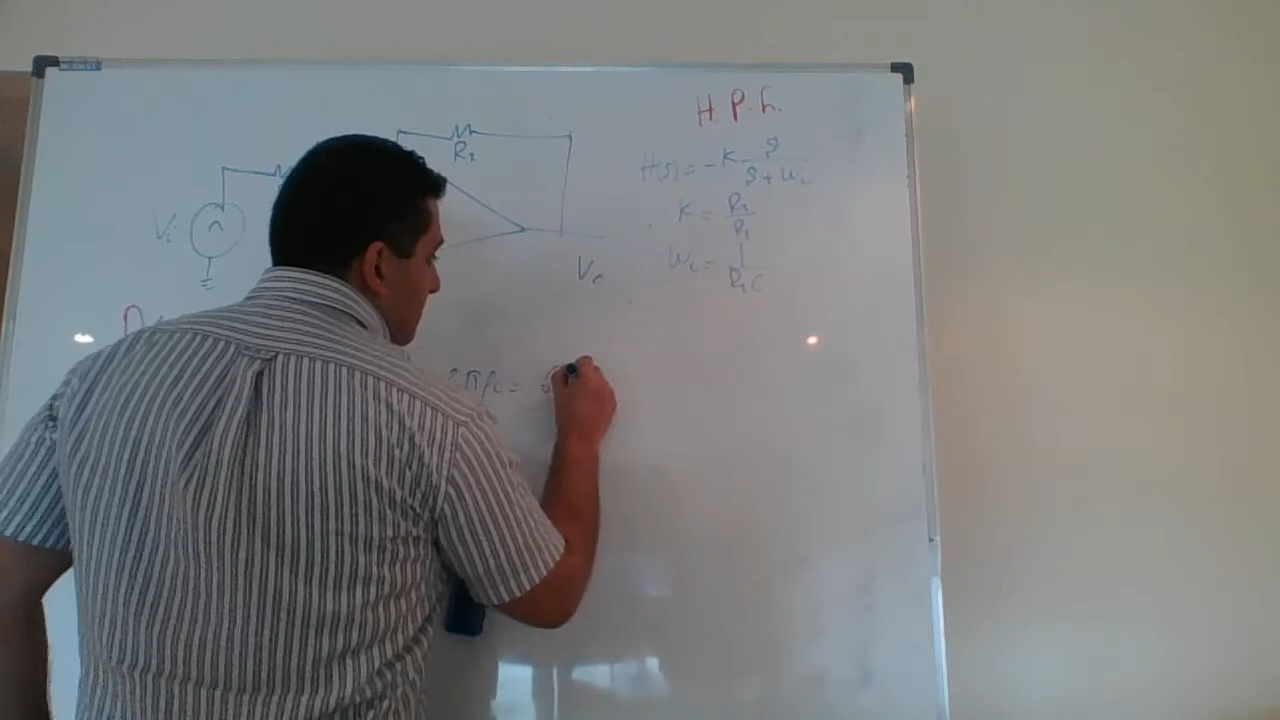 H.P.F.
R₂
H(s) = -K S / S + ωc
Vi
K = R₂ / R₁
ωc = 1 / R₁C
Vo
2πfc =